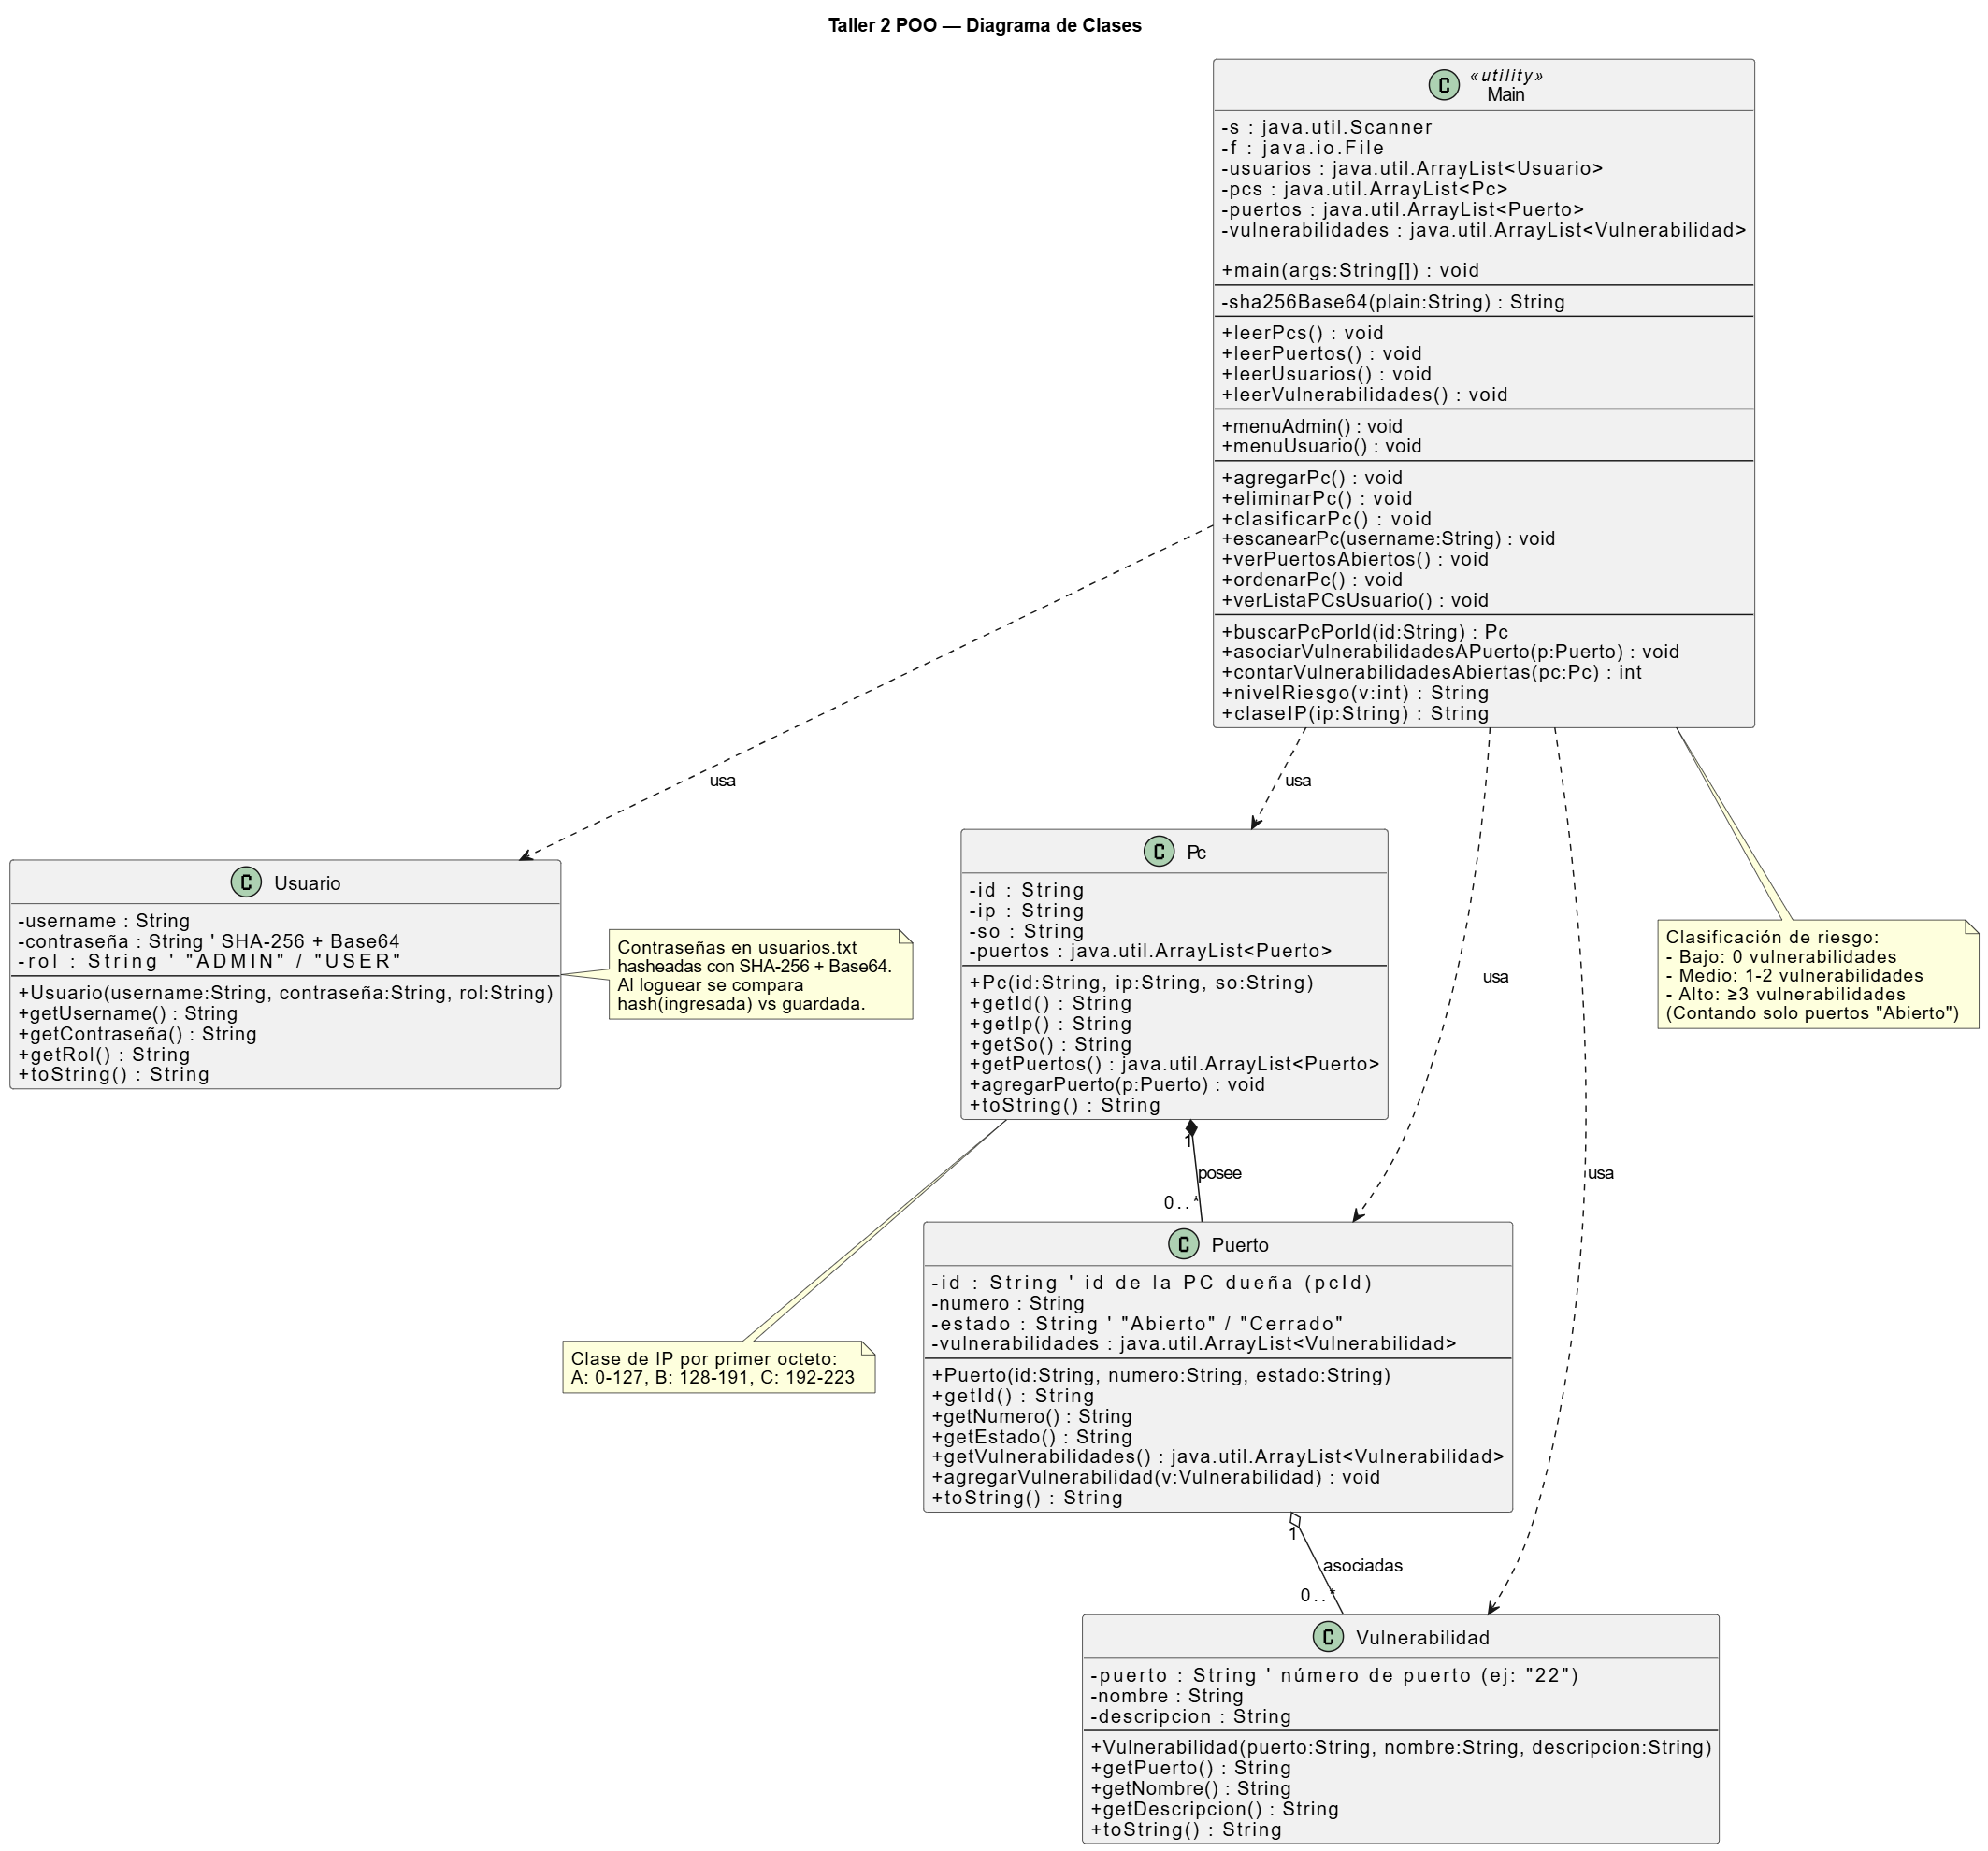 Taller 2 POO — Diagrama de Clases
C
«utility»
Main
-s : java.util.Scanner
-f : java.io.File
-usuarios : java.util.ArrayList<Usuario>
-pcs : java.util.ArrayList<Pc>
-puertos : java.util.ArrayList<Puerto>
-vulnerabilidades : java.util.ArrayList<Vulnerabilidad>
+main(args:String[]) : void
-sha256Base64(plain:String) : String
+leerPcs() : void
+leerPuertos() : void
+leerUsuarios() : void
+leerVulnerabilidades() : void
+menuAdmin() : void
+menuUsuario() : void
+agregarPc() : void
+eliminarPc() : void
+clasificarPc() : void
+escanearPc(username:String) : void
+verPuertosAbiertos() : void
+ordenarPc() : void
+verListaPCsUsuario() : void
+buscarPcPorId(id:String) : Pc
+asociarVulnerabilidadesAPuerto(p:Puerto) : void
+contarVulnerabilidadesAbiertas(pc:Pc) : int
+nivelRiesgo(v:int) : String
+claseIP(ip:String) : String
usa
usa
usa
usa
C Usuario
-username : String
-contraseña : String ' SHA-256 + Base64
-rol : String ' "ADMIN" / "USER"
+Usuario(username:String, contraseña:String, rol:String)
+getUsername() : String
+getContraseña() : String
+getRol() : String
+toString() : String
Contraseñas en usuarios.txt
hasheadas con SHA-256 + Base64.
Al loguear se compara
hash(ingresada) vs guardada.
C Pc
-id : String
-ip : String
-so : String
-puertos : java.util.ArrayList<Puerto>
+Pc(id:String, ip:String, so:String)
+getId() : String
+getIp() : String
+getSo() : String
+getPuertos() : java.util.ArrayList<Puerto>
+agregarPuerto(p:Puerto) : void
+toString() : String
Clasificación de riesgo:
- Bajo: 0 vulnerabilidades
- Medio: 1-2 vulnerabilidades
- Alto: ≥3 vulnerabilidades
(Contando solo puertos "Abierto")
1
posee
0..*
Clase de IP por primer octeto:
A: 0-127, B: 128-191, C: 192-223
C Puerto
-id : String ' id de la PC dueña (pcId)
-numero : String
-estado : String ' "Abierto" / "Cerrado"
-vulnerabilidades : java.util.ArrayList<Vulnerabilidad>
+Puerto(id:String, numero:String, estado:String)
+getId() : String
+getNumero() : String
+getEstado() : String
+getVulnerabilidades() : java.util.ArrayList<Vulnerabilidad>
+agregarVulnerabilidad(v:Vulnerabilidad) : void
+toString() : String
1
asociadas
0..*
C Vulnerabilidad
-puerto : String ' número de puerto (ej: "22")
-nombre : String
-descripcion : String
+Vulnerabilidad(puerto:String, nombre:String, descripcion:String)
+getPuerto() : String
+getNombre() : String
+getDescripcion() : String
+toString() : String